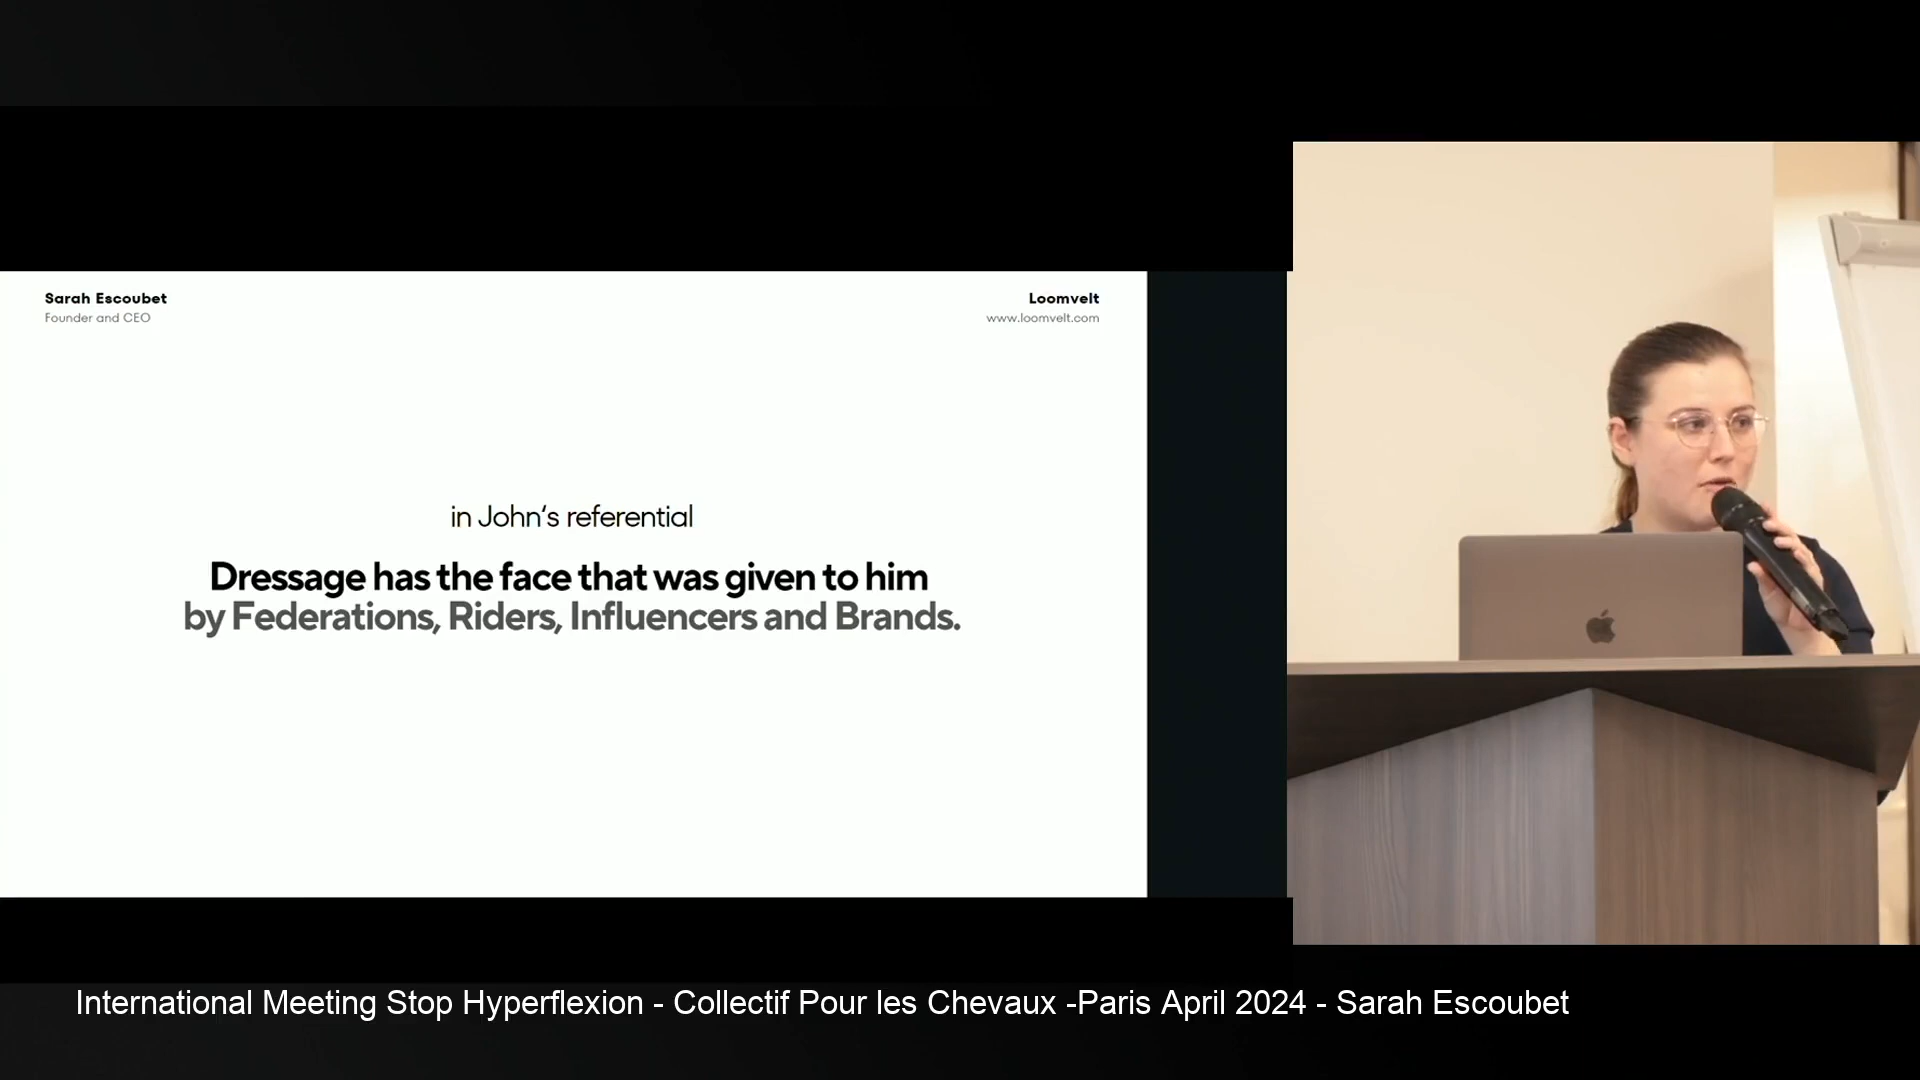 Sarah Escoubet
Founder and CEO
Loomvelt
www.loomvelt.com
in John‘s referential
Dressage has the face that was given to him
by Federations, Riders, Influencers and Brands.
International Meeting Stop Hyperflexion - Collectif Pour les Chevaux -Paris April 2024 - Sarah Escoubet